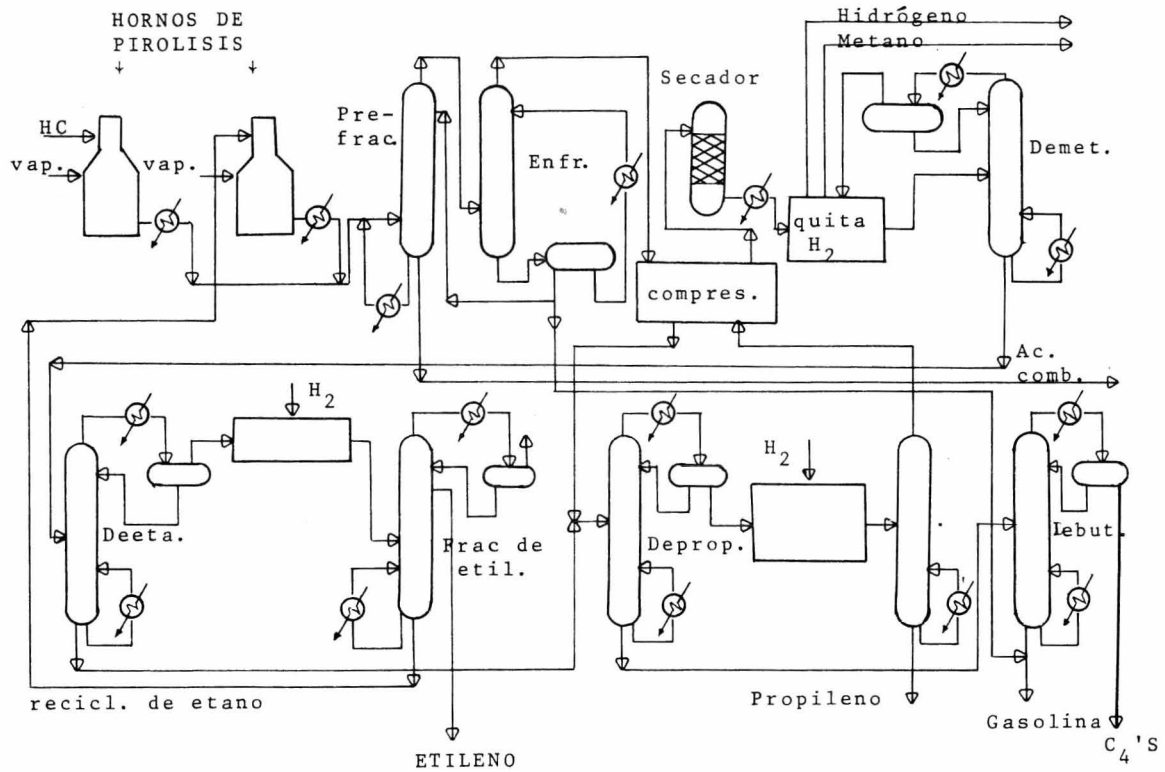 HORNOS DE
PIROLISIS
HC
vap.
vap.
Pre-
frac.
Enfr.
Secador
Hidrógeno
Metano
quita
H2
Demet.
compres.
Ac.
comb.
H2
Deeta.
Frac de
etil.
H2
Deprop.
Debut.
recicl. de etano
ETILENO
Propileno
Gasolina
C4'S